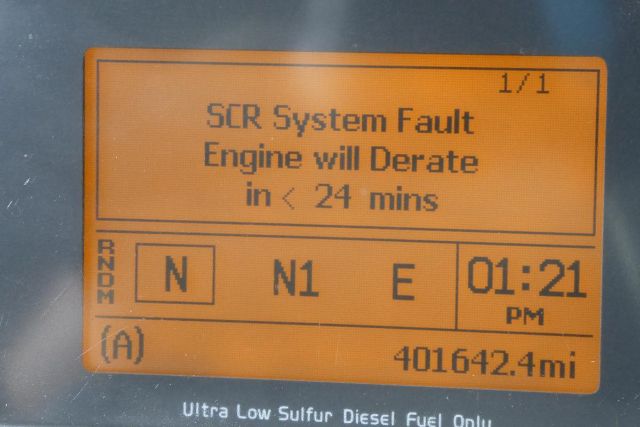 1/1
SCR System Fault
Engine will Derate
in < 24 mins
RNDM
N N1 E 01:21
PM
(A) 401642.4mi
Ultra Low Sulfur Diesel Fuel Only